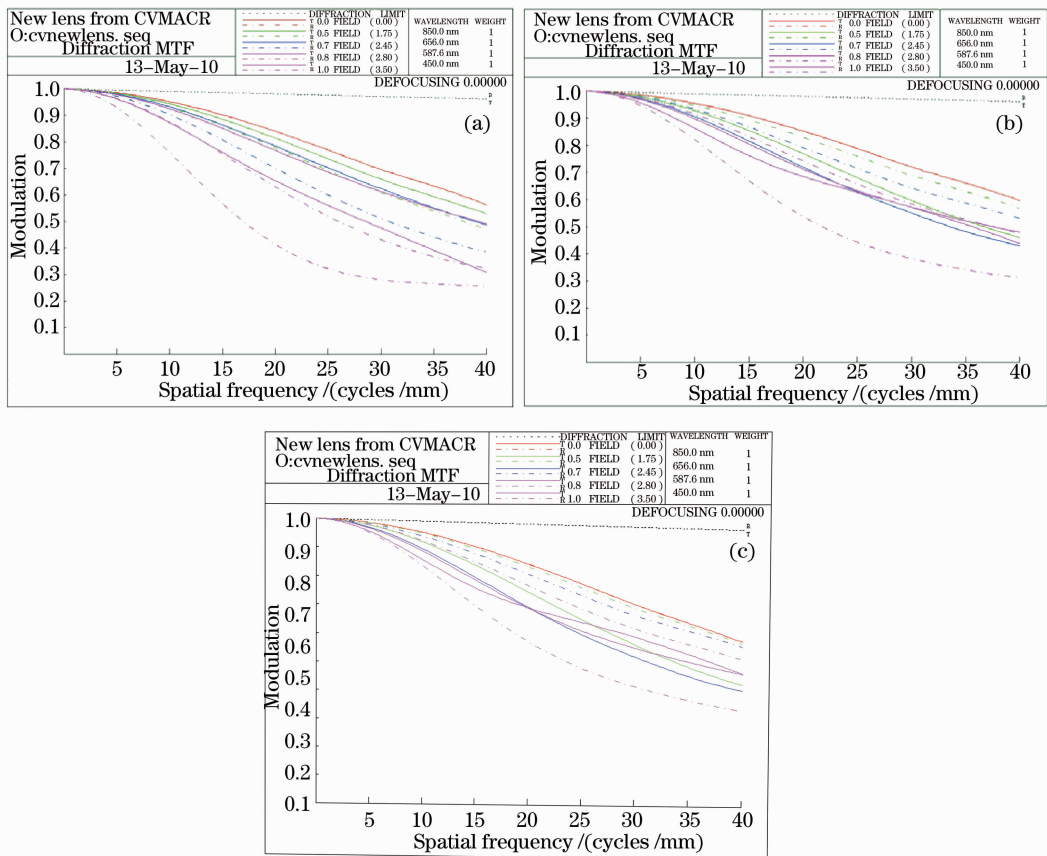 New lens from CVMACR
O:cvnewlens. seq
Diffraction MTF
13-May-10
DIFFRACTION LIMIT
T R 0.0 FIELD (0.00)
T R 0.5 FIELD (1.75)
T R 0.7 FIELD (2.45)
T R 0.8 FIELD (2.80)
T R 1.0 FIELD (3.50)
WAVELENGTH WEIGHT
850.0 nm 1
656.0 nm 1
587.6 nm 1
450.0 nm 1
DEFOCUSING 0.00000
R
T
(a)
1.0
0.9
0.8
0.7
0.6
0.5
0.4
0.3
0.2
0.1
Modulation
5 10 15 20 25 30 35 40
Spatial frequency /(cycles /mm)
New lens from CVMACR
O:cvnewlens. seq
Diffraction MTF
13-May-10
DIFFRACTION LIMIT
T R 0.0 FIELD (0.00)
T R 0.5 FIELD (1.75)
T R 0.7 FIELD (2.45)
T R 0.8 FIELD (2.80)
T R 1.0 FIELD (3.50)
WAVELENGTH WEIGHT
850.0 nm 1
656.0 nm 1
587.6 nm 1
450.0 nm 1
DEFOCUSING 0.00000
R
T
(b)
1.0
0.9
0.8
0.7
0.6
0.5
0.4
0.3
0.2
0.1
Modulation
5 10 15 20 25 30 35 40
Spatial frequency /(cycles /mm)
New lens from CVMACR
O:cvnewlens. seq
Diffraction MTF
13-May-10
DIFFRACTION LIMIT
0.0 FIELD (0.00)
0.5 FIELD (1.75)
0.7 FIELD (2.45)
0.8 FIELD (2.80)
1.0 FIELD (3.50)
WAVELENGTH WEIGHT
850.0 nm 1
656.0 nm 1
587.6 nm 1
450.0 nm 1
DEFOCUSING 0.00000
R
T
(c)
1.0
0.9
0.8
0.7
0.6
0.5
0.4
0.3
0.2
0.1
Modulation
5 10 15 20 25 30 35 40
Spatial frequency /(cycles /mm)